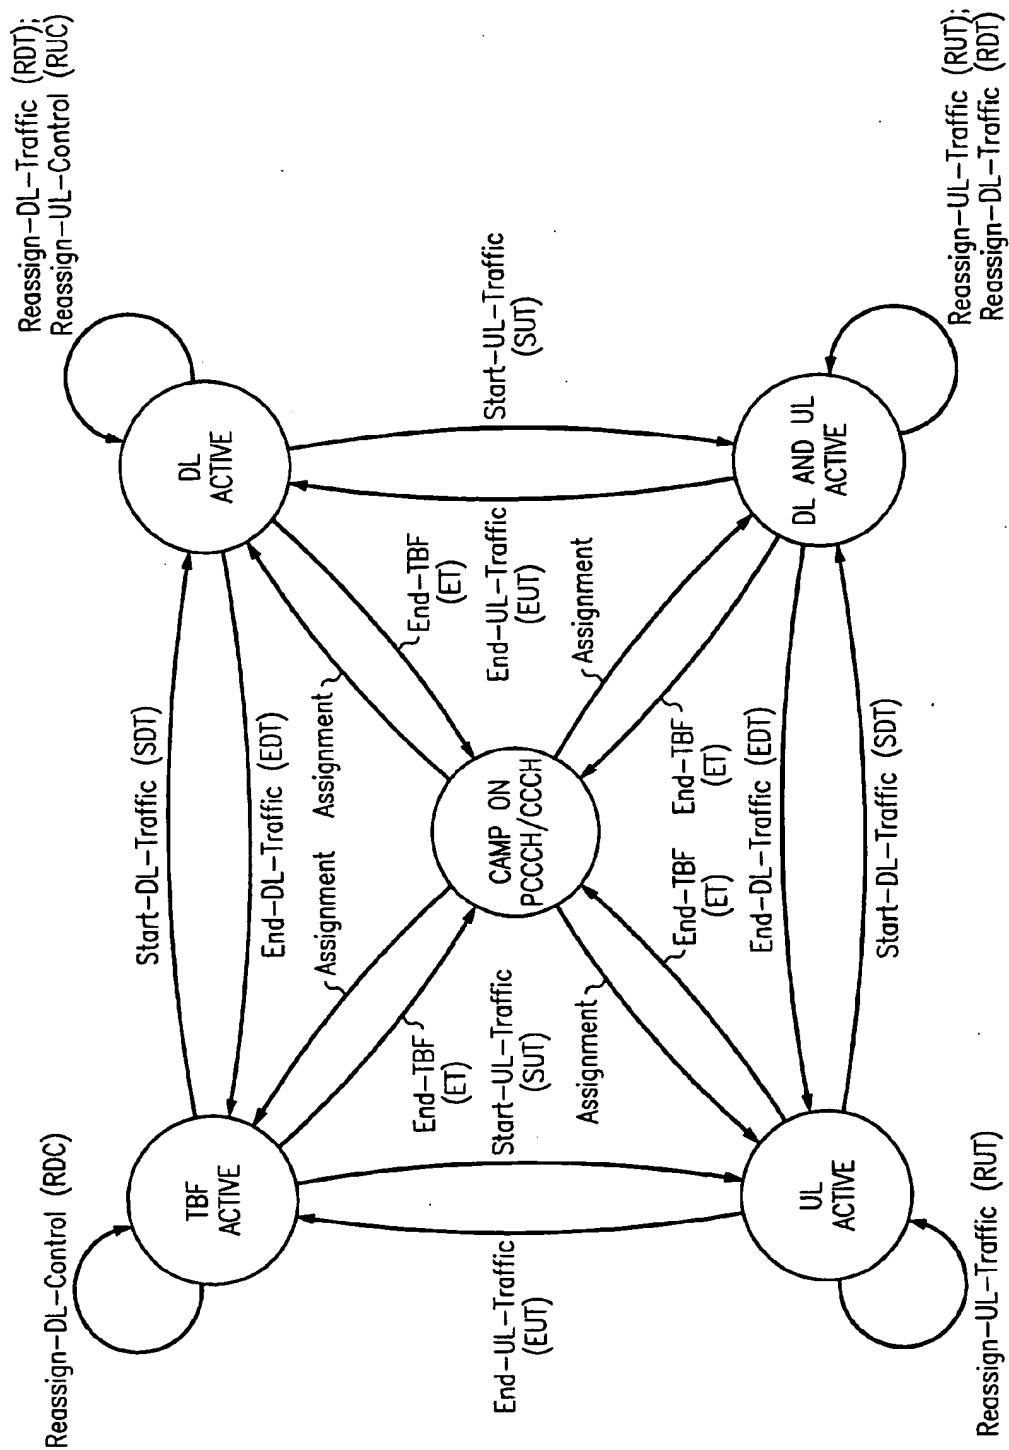 Reassign-DL-Control (RDC)
Reassign-DL-Traffic (RDT);
Reassign-UL-Control (RUC)
Start-DL-Traffic (SDT)
TBF
ACTIVE
DL
ACTIVE
End-DL-Traffic (EDT)
Assignment
Assignment
End-TBF
(ET)
End-TBF
(ET)
End-UL-Traffic
(EUT)
Start-UL-Traffic
(SUT)
CAMP ON
PCCCH/CCCH
End-UL-Traffic
(EUT)
Start-UL-Traffic
(SUT)
Assignment
Assignment
End-TBF
(ET)
End-TBF
(ET)
End-DL-Traffic (EDT)
UL
ACTIVE
DL AND UL
ACTIVE
Start-DL-Traffic (SDT)
Reassign-UL-Traffic (RUT)
Reassign-UL-Traffic (RUT);
Reassign-DL-Traffic (RDT)